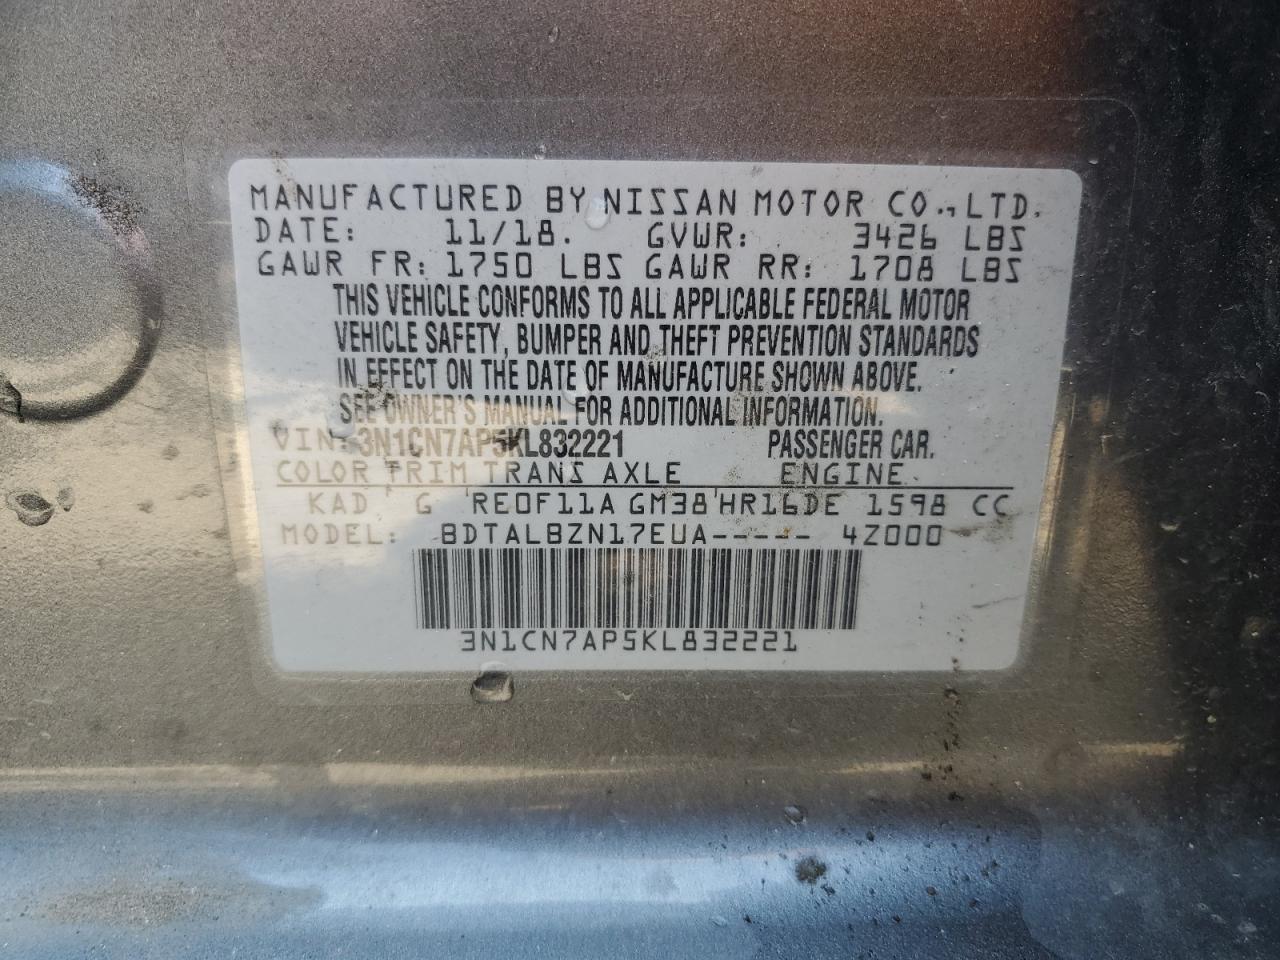 MANUFACTURED BY NISSAN MOTOR CO., LTD.
DATE: 11/18. GVWR: 3426 LBS
GAWR FR: 1750 LBS GAWR RR: 1708 LBS
THIS VEHICLE CONFORMS TO ALL APPLICABLE FEDERAL MOTOR
VEHICLE SAFETY, BUMPER AND THEFT PREVENTION STANDARDS
IN EFFECT ON THE DATE OF MANUFACTURE SHOWN ABOVE.
SEE OWNER'S MANUAL FOR ADDITIONAL INFORMATION.
VIN: 3N1CN7AP5KL832221 PASSENGER CAR.
COLOR TRIM TRANS AXLE ENGINE
KAD G RE0F11A GM38 HR16DE 1598 CC
MODEL: BDTALBZN17EUA----- 4Z000
3N1CN7AP5KL832221